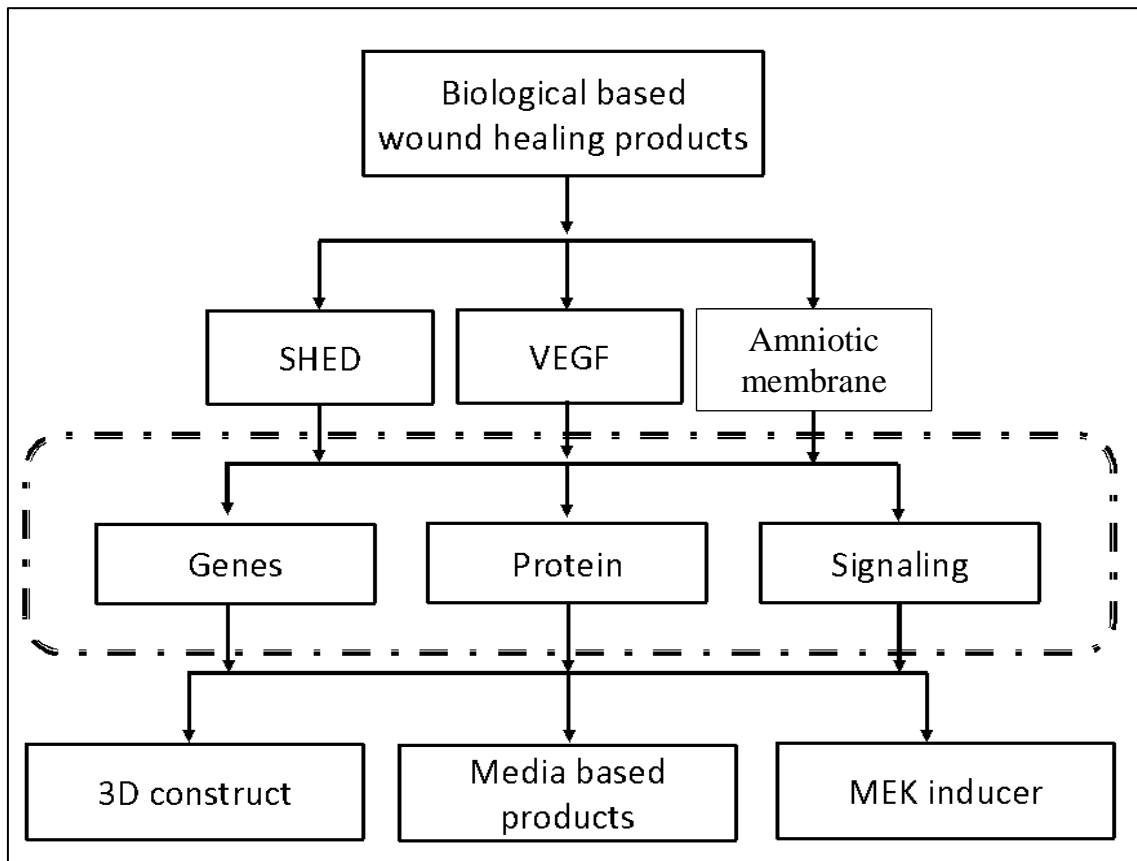 Biological based
wound healing products
SHED
VEGF
Amniotic
membrane
Genes
Protein
Signaling
3D construct
Media based
products
MEK inducer